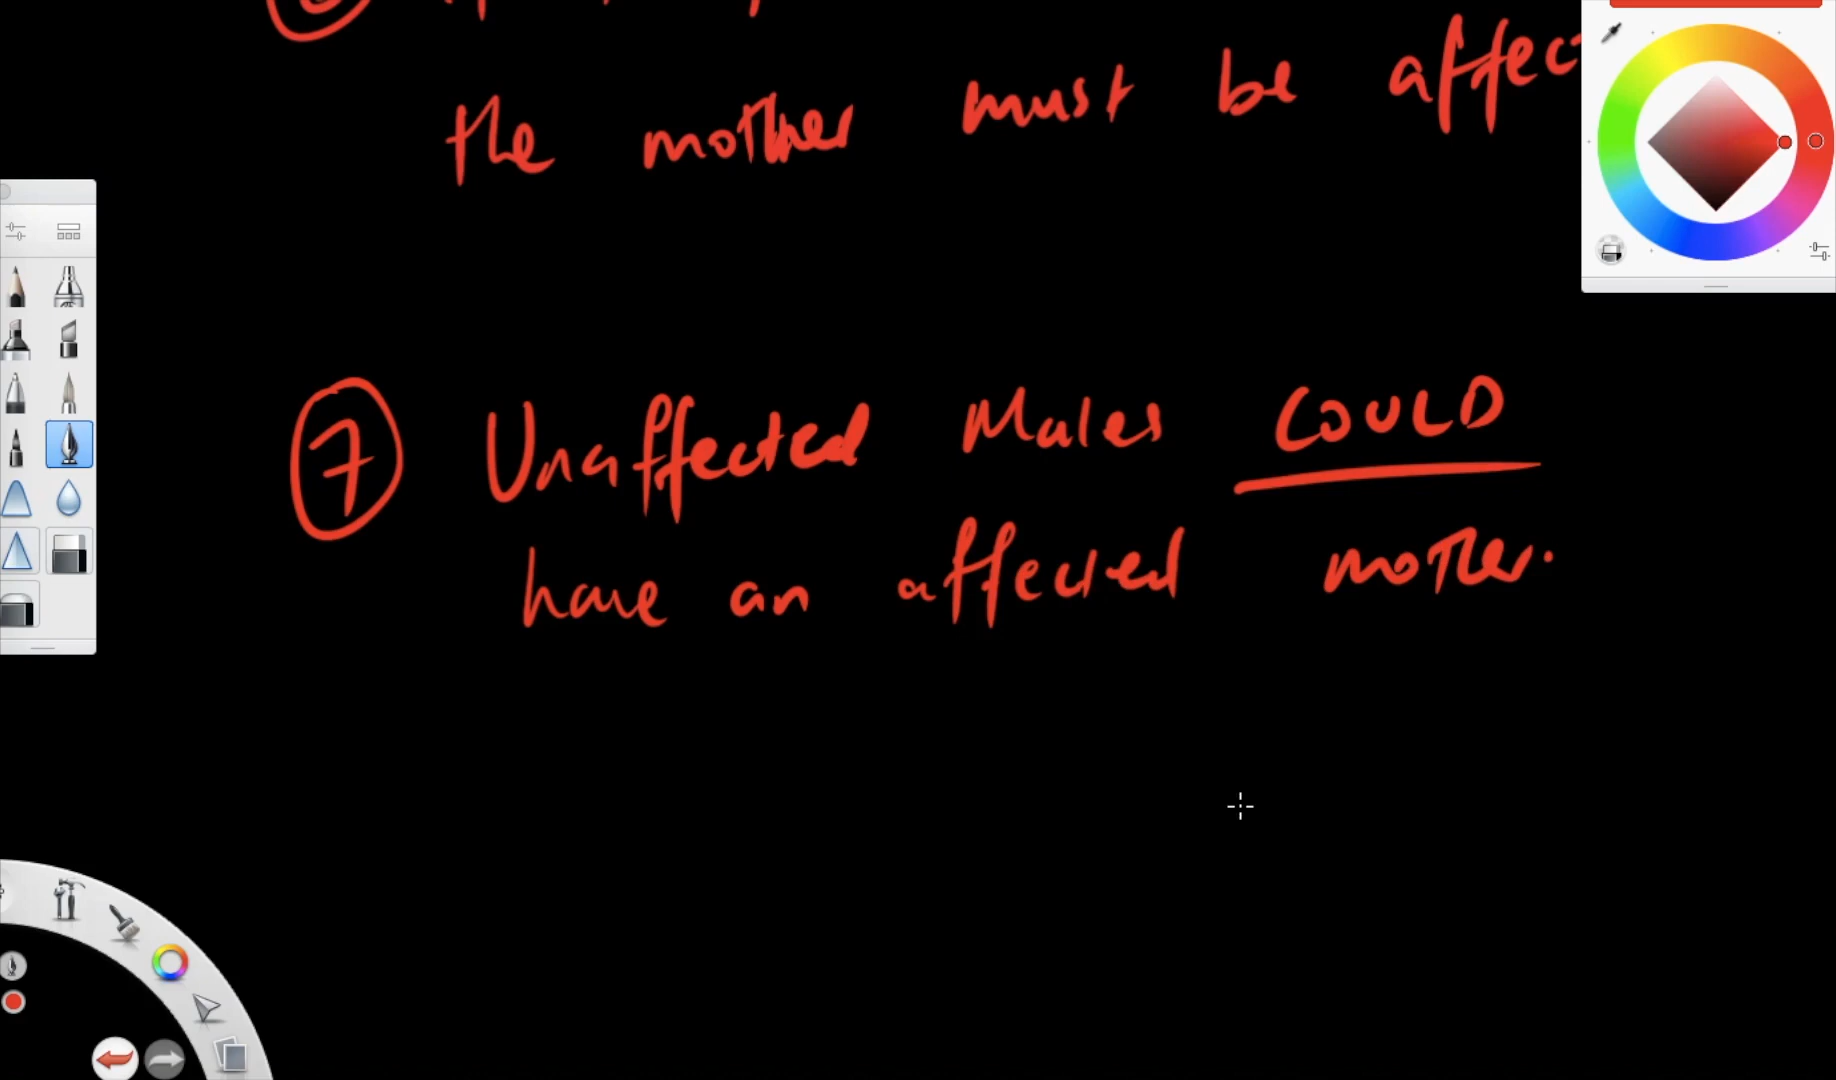 the mother must be affec
7 Unaffected Males COULD
have an affected mother.